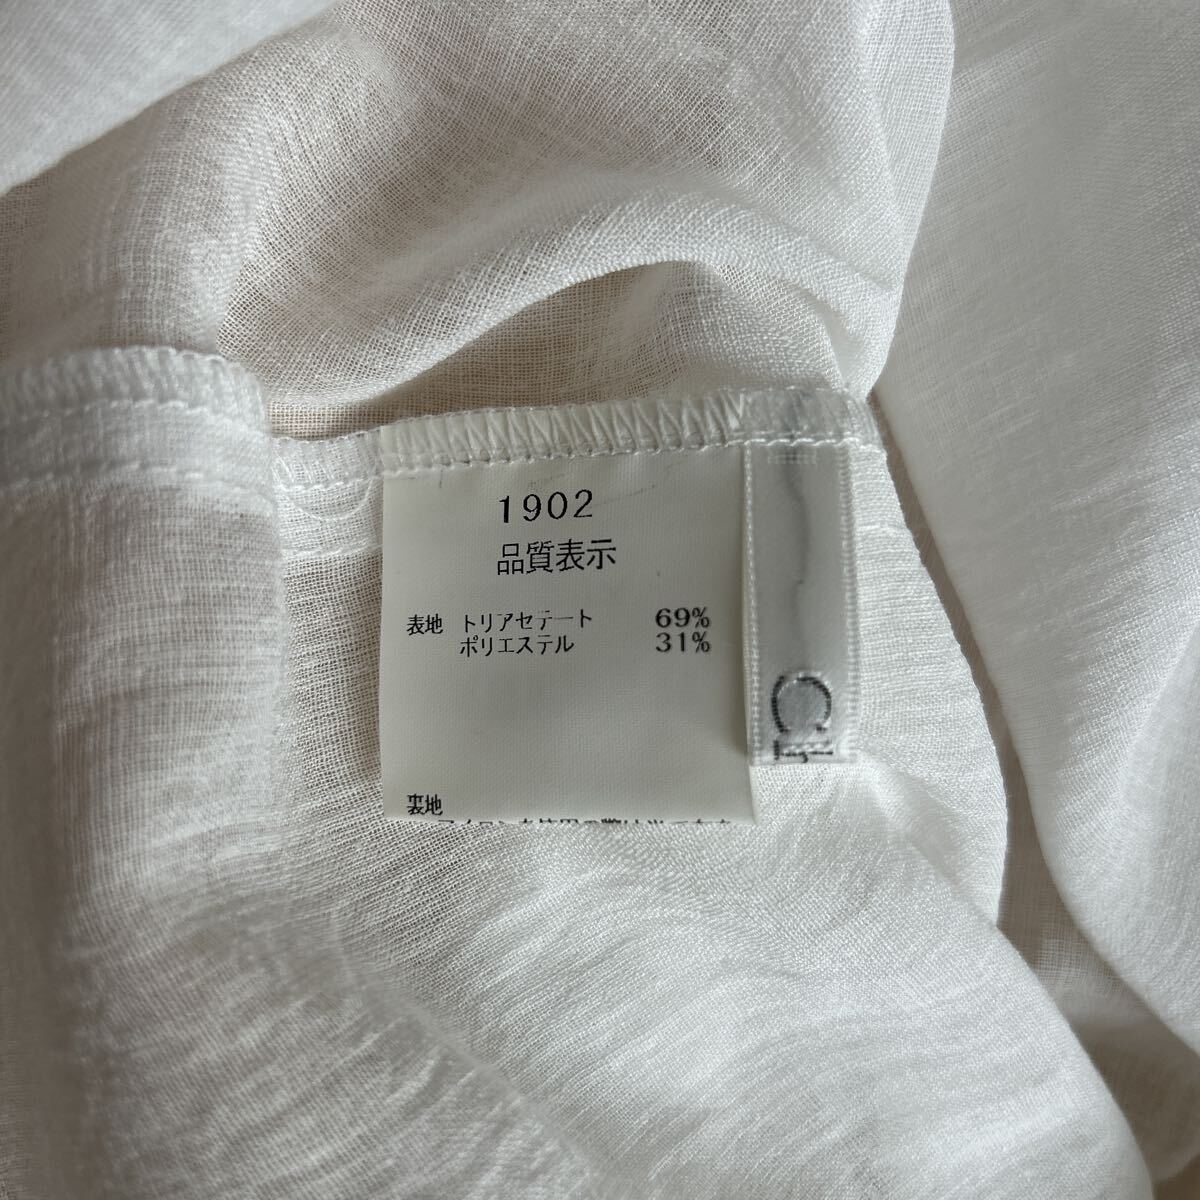 1902
品質表示
表地 トリアセテート 69%
ポリエステル 31%
裏地